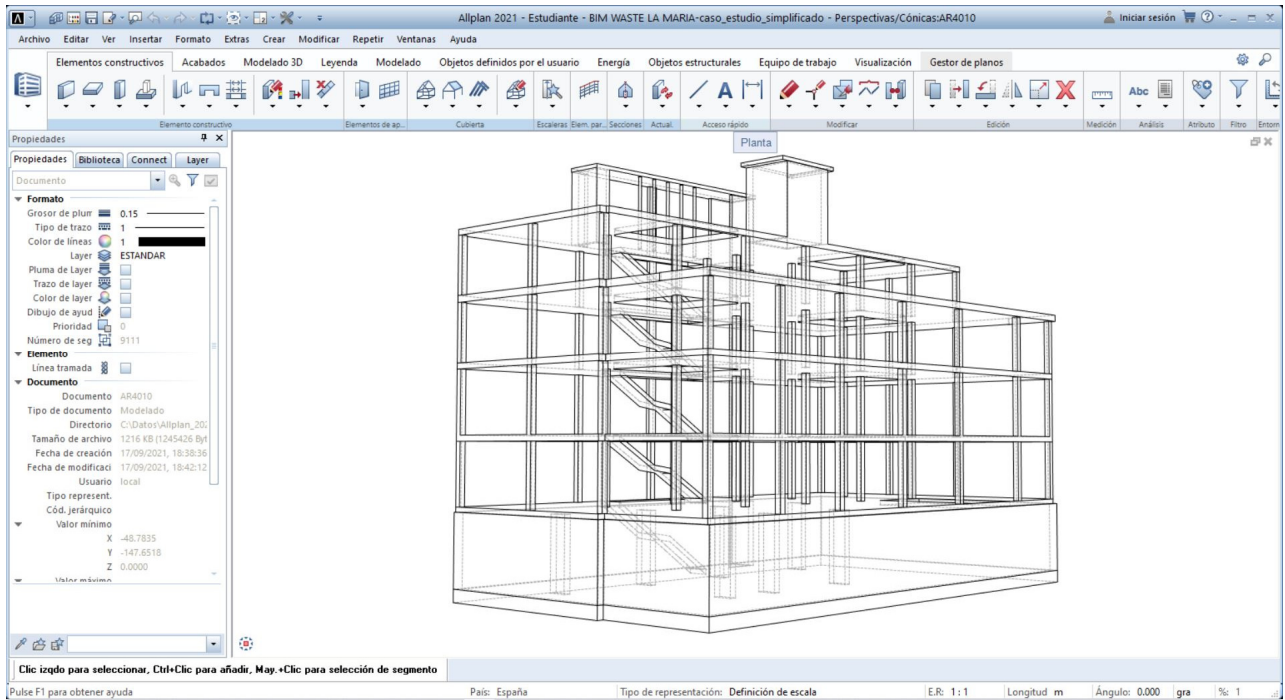 Allplan 2021 - Estudiante - BIM WASTE LA MARIA-caso_estudio_simplificado - Perspectivas/Cónicas:AR4010
Iniciar sesión
Archivo Editar Ver Insertar Formato Extras Crear Modificar Repetir Ventanas Ayuda
Elementos constructivos Acabados Modelado 3D Leyenda Modelado Objetos definidos por el usuario Energía Objetos estructurales Equipo de trabajo Visualización Gestor de planos
Abc
Elemento constructivo Elementos de ap... Cubierta Escaleras Elem. par... Secciones Actual. Acceso rápido Modificar Edición Medición Análisis Atributo Filtro Entorn
Propiedades
Planta
Propiedades Biblioteca Connect Layer
Documento
Formato
Grosor de plum 0.15
Tipo de trazo 1
Color de líneas 1
Layer ESTANDAR
Pluma de Layer
Trazo de layer
Color de layer
Dibujo de ayud
Prioridad 0
Número de seg 9111
Elemento
Línea tramada
Documento
Documento AR4010
Tipo de documento Modelado
Directorio C:\Datos\Allplan_202
Tamaño de archivo 1216 KB (1245426 Byt
Fecha de creación 17/09/2021, 18:38:36
Fecha de modificaci 17/09/2021, 18:42:12
Usuario local
Tipo represent.
Cód. jerárquico
Valor mínimo
X -48.7835
Y -147.6518
Z 0.0000
Valor máximo
Clic izqdo para seleccionar, Ctrl+Clic para añadir, May.+Clic para selección de segmento
Pulse F1 para obtener ayuda País: España Tipo de representación: Definición de escala E.R: 1:1 Longitud m Ángulo: 0.000 gra %: 1